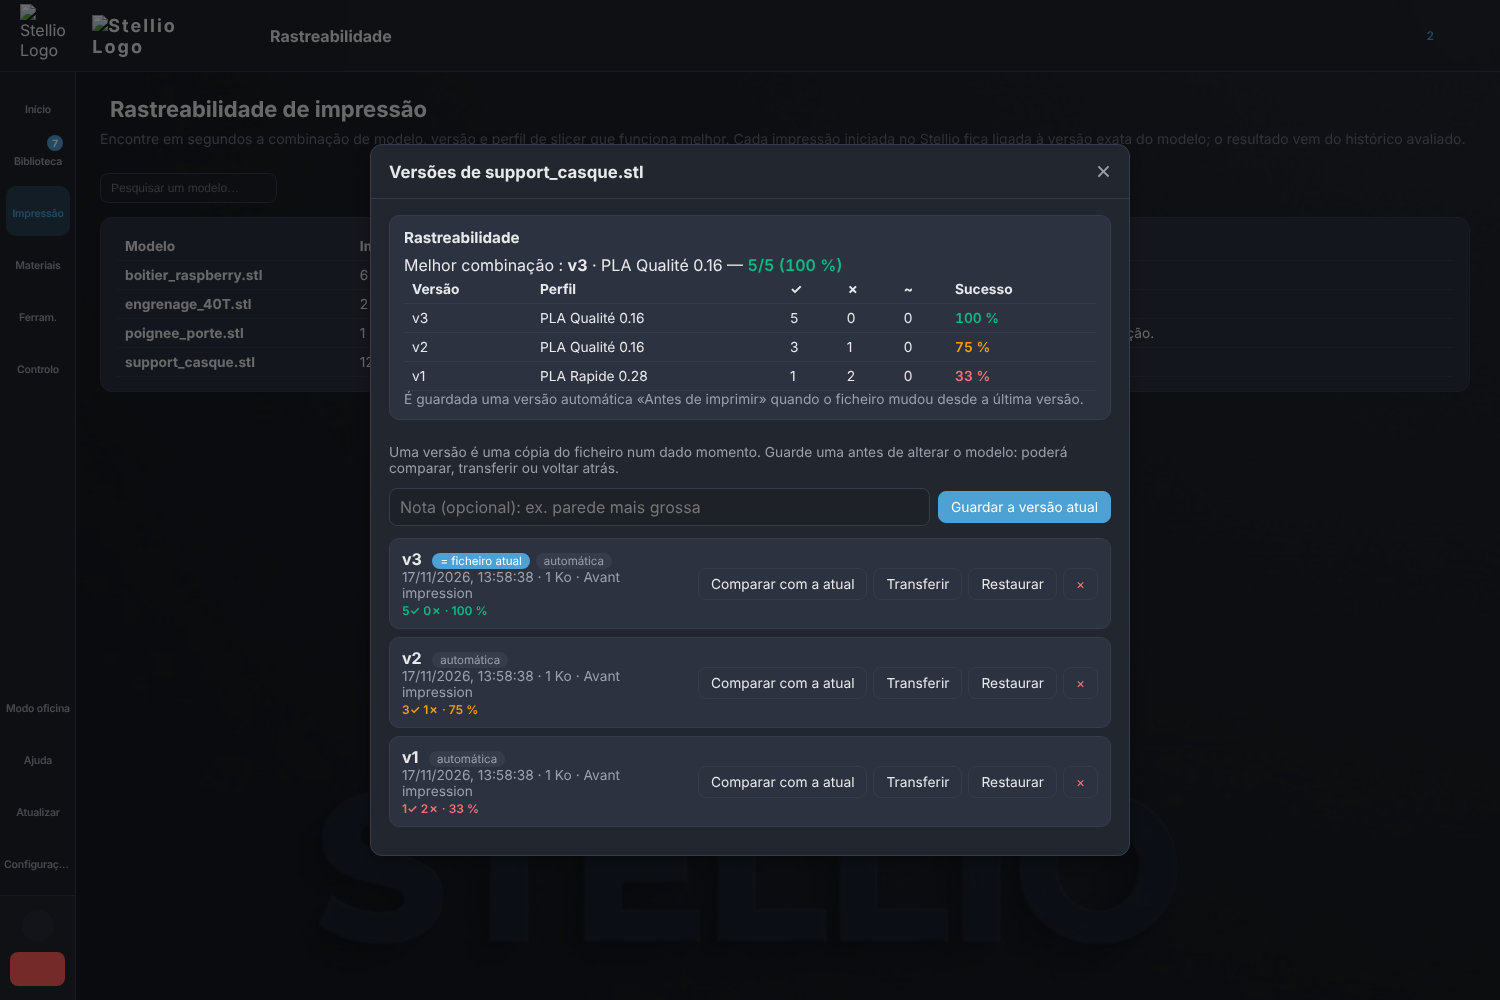 Stellio Logo
Stellio Logo
Rastreabilidade
2
Início
7
Biblioteca
Impressão
Materiais
Ferram.
Controlo
Modo oficina
Ajuda
Atualizar
Configuraç...
Rastreabilidade de impressão
Encontre em segundos a combinação de modelo, versão e perfil de slicer que funciona melhor. Cada impressão iniciada no Stellio fica ligada à versão exata do modelo; o resultado vem do histórico avaliado.
Pesquisar um modelo...
Modelo
boitier_raspberry.stl 6
engrenage_40T.stl 2
poignee_porte.stl 1
support_casque.stl 12
Versões de support_casque.stl ✕
Rastreabilidade
Melhor combinação : v3 · PLA Qualité 0.16 — 5/5 (100 %)
Versão Perfil ✓ × ~ Sucesso
v3 PLA Qualité 0.16 5 0 0 100 %
v2 PLA Qualité 0.16 3 1 0 75 %
v1 PLA Rapide 0.28 1 2 0 33 %
É guardada uma versão automática «Antes de imprimir» quando o ficheiro mudou desde a última versão.
Uma versão é uma cópia do ficheiro num dado momento. Guarde uma antes de alterar o modelo: poderá
comparar, transferir ou voltar atrás.
Nota (opcional): ex. parede mais grossa Guardar a versão atual
v3 = ficheiro atual automática
17/11/2026, 13:58:38 · 1 Ko · Avant
impression
5✓ 0× · 100 %
Comparar com a atual Transferir Restaurar ×
v2 automática
17/11/2026, 13:58:38 · 1 Ko · Avant
impression
3✓ 1× · 75 %
Comparar com a atual Transferir Restaurar ×
v1 automática
17/11/2026, 13:58:38 · 1 Ko · Avant
impression
1✓ 2× · 33 %
Comparar com a atual Transferir Restaurar ×
STELLIO